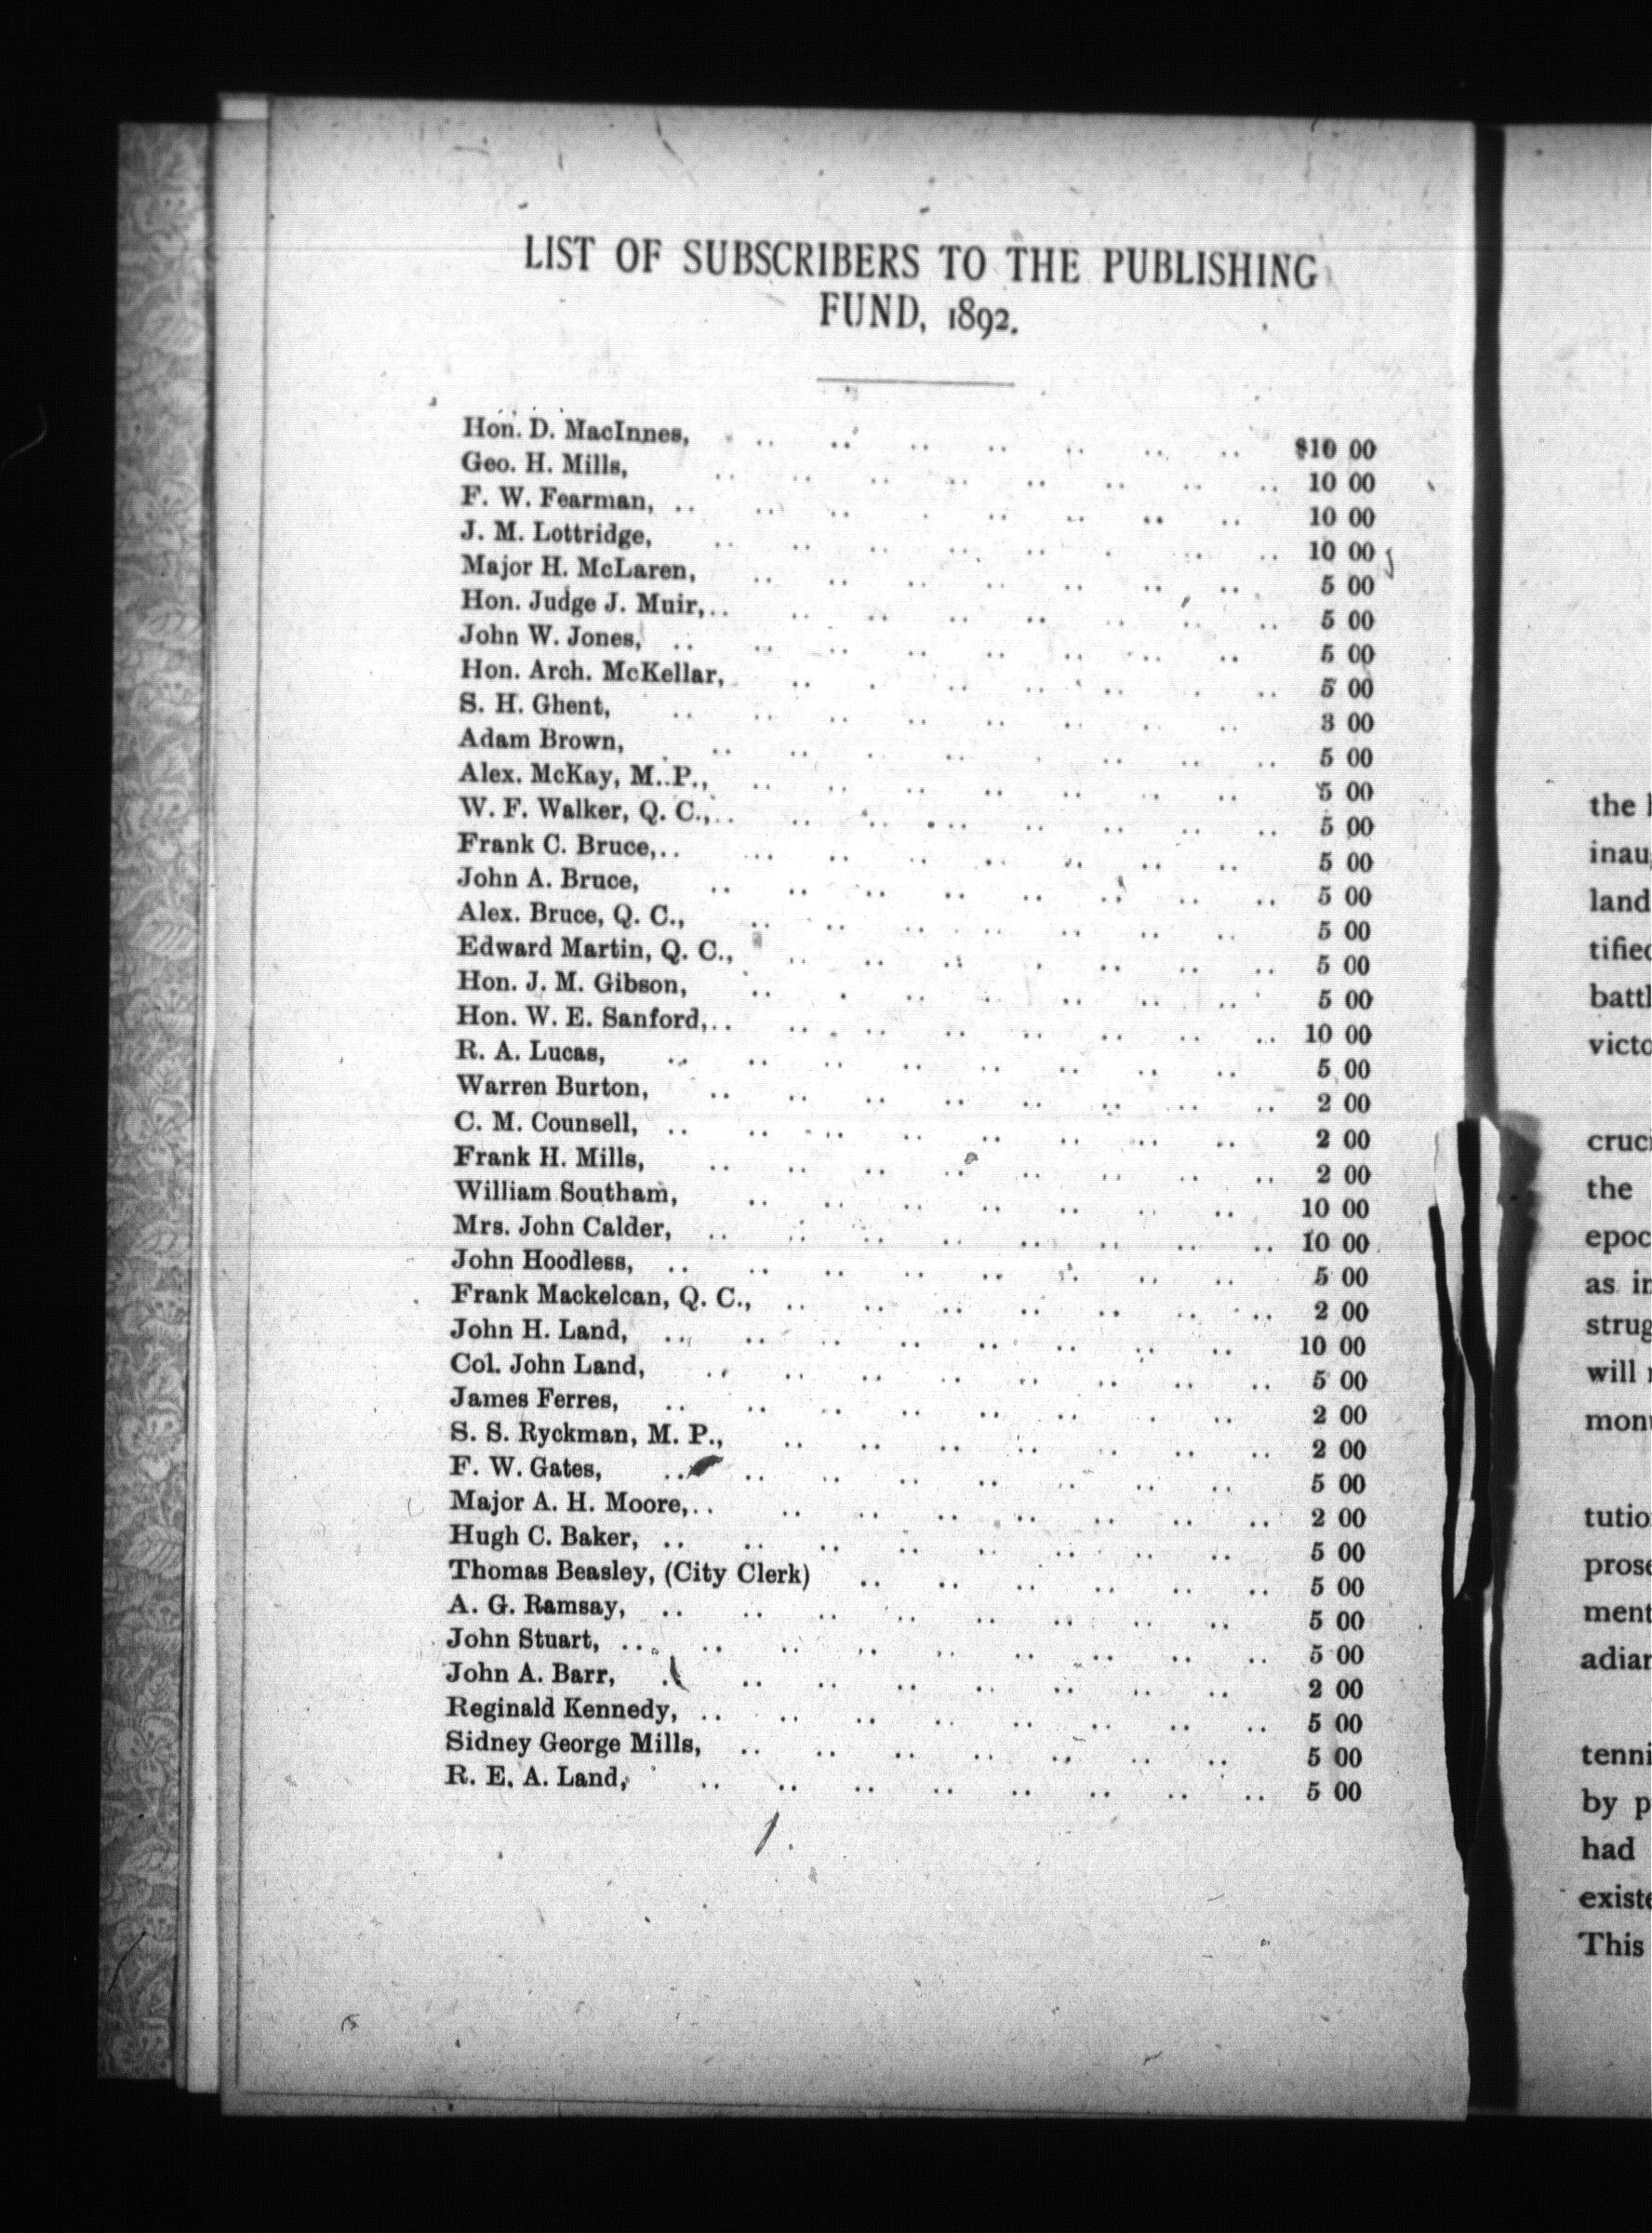 LIST OF SUBSCRIBERS TO THE PUBLISHING
FUND, 1892.
Hon. D. MacInnes, .. .. .. .. .. .. .. $10 00
Geo. H. Mills, .. .. .. .. .. .. .. .. 10 00
F. W. Fearman, .. .. .. .. .. .. .. .. 10 00
J. M. Lottridge, .. .. .. .. .. .. .. .. 10 00
Major H. McLaren, .. .. .. .. .. .. .. 5 00
Hon. Judge J. Muir,.. .. .. .. .. .. .. .. 5 00
John W. Jones, .. .. .. .. .. .. .. .. 5 00
Hon. Arch. McKellar, .. .. .. .. .. .. .. 5 00
S. H. Ghent, .. .. .. .. .. .. .. .. 3 00
Adam Brown, .. .. .. .. .. .. .. .. 5 00
Alex. McKay, M. P., .. .. .. .. .. .. .. 5 00
W. F. Walker, Q. C.,.. .. .. .. .. .. .. .. 5 00
Frank C. Bruce,.. .. .. .. .. .. .. .. 5 00
John A. Bruce, .. .. .. .. .. .. .. .. 5 00
Alex. Bruce, Q. C., .. .. .. .. .. .. .. 5 00
Edward Martin, Q. C., .. .. .. .. .. .. .. 5 00
Hon. J. M. Gibson, .. .. .. .. .. .. .. 5 00
Hon. W. E. Sanford,.. .. .. .. .. .. .. .. 10 00
R. A. Lucas, .. .. .. .. .. .. .. .. 5 00
Warren Burton, .. .. .. .. .. .. .. .. 2 00
C. M. Counsell, .. .. .. .. .. .. .. .. 2 00
Frank H. Mills, .. .. .. .. .. .. .. .. 2 00
William Southam, .. .. .. .. .. .. .. 10 00
Mrs. John Calder, .. .. .. .. .. .. .. .. 10 00
John Hoodless, .. .. .. .. .. .. .. .. 5 00
Frank Mackelcan, Q. C., .. .. .. .. .. .. .. 2 00
John H. Land, .. .. .. .. .. .. .. .. 10 00
Col. John Land, .. .. .. .. .. .. .. .. 5 00
James Ferres, .. .. .. .. .. .. .. .. 2 00
S. S. Ryckman, M. P., .. .. .. .. .. .. .. 2 00
F. W. Gates, .. .. .. .. .. .. .. .. 5 00
Major A. H. Moore,.. .. .. .. .. .. .. .. 2 00
Hugh C. Baker, .. .. .. .. .. .. .. .. 5 00
Thomas Beasley, (City Clerk) .. .. .. .. .. .. 5 00
A. G. Ramsay, .. .. .. .. .. .. .. .. 5 00
John Stuart, .. .. .. .. .. .. .. .. .. 5 00
John A. Barr, .. .. .. .. .. .. .. .. 2 00
Reginald Kennedy, .. .. .. .. .. .. .. .. 5 00
Sidney George Mills, .. .. .. .. .. .. .. 5 00
R. E. A. Land, .. .. .. .. .. .. .. .. 5 00
the
land
the
as
will
by
had
This